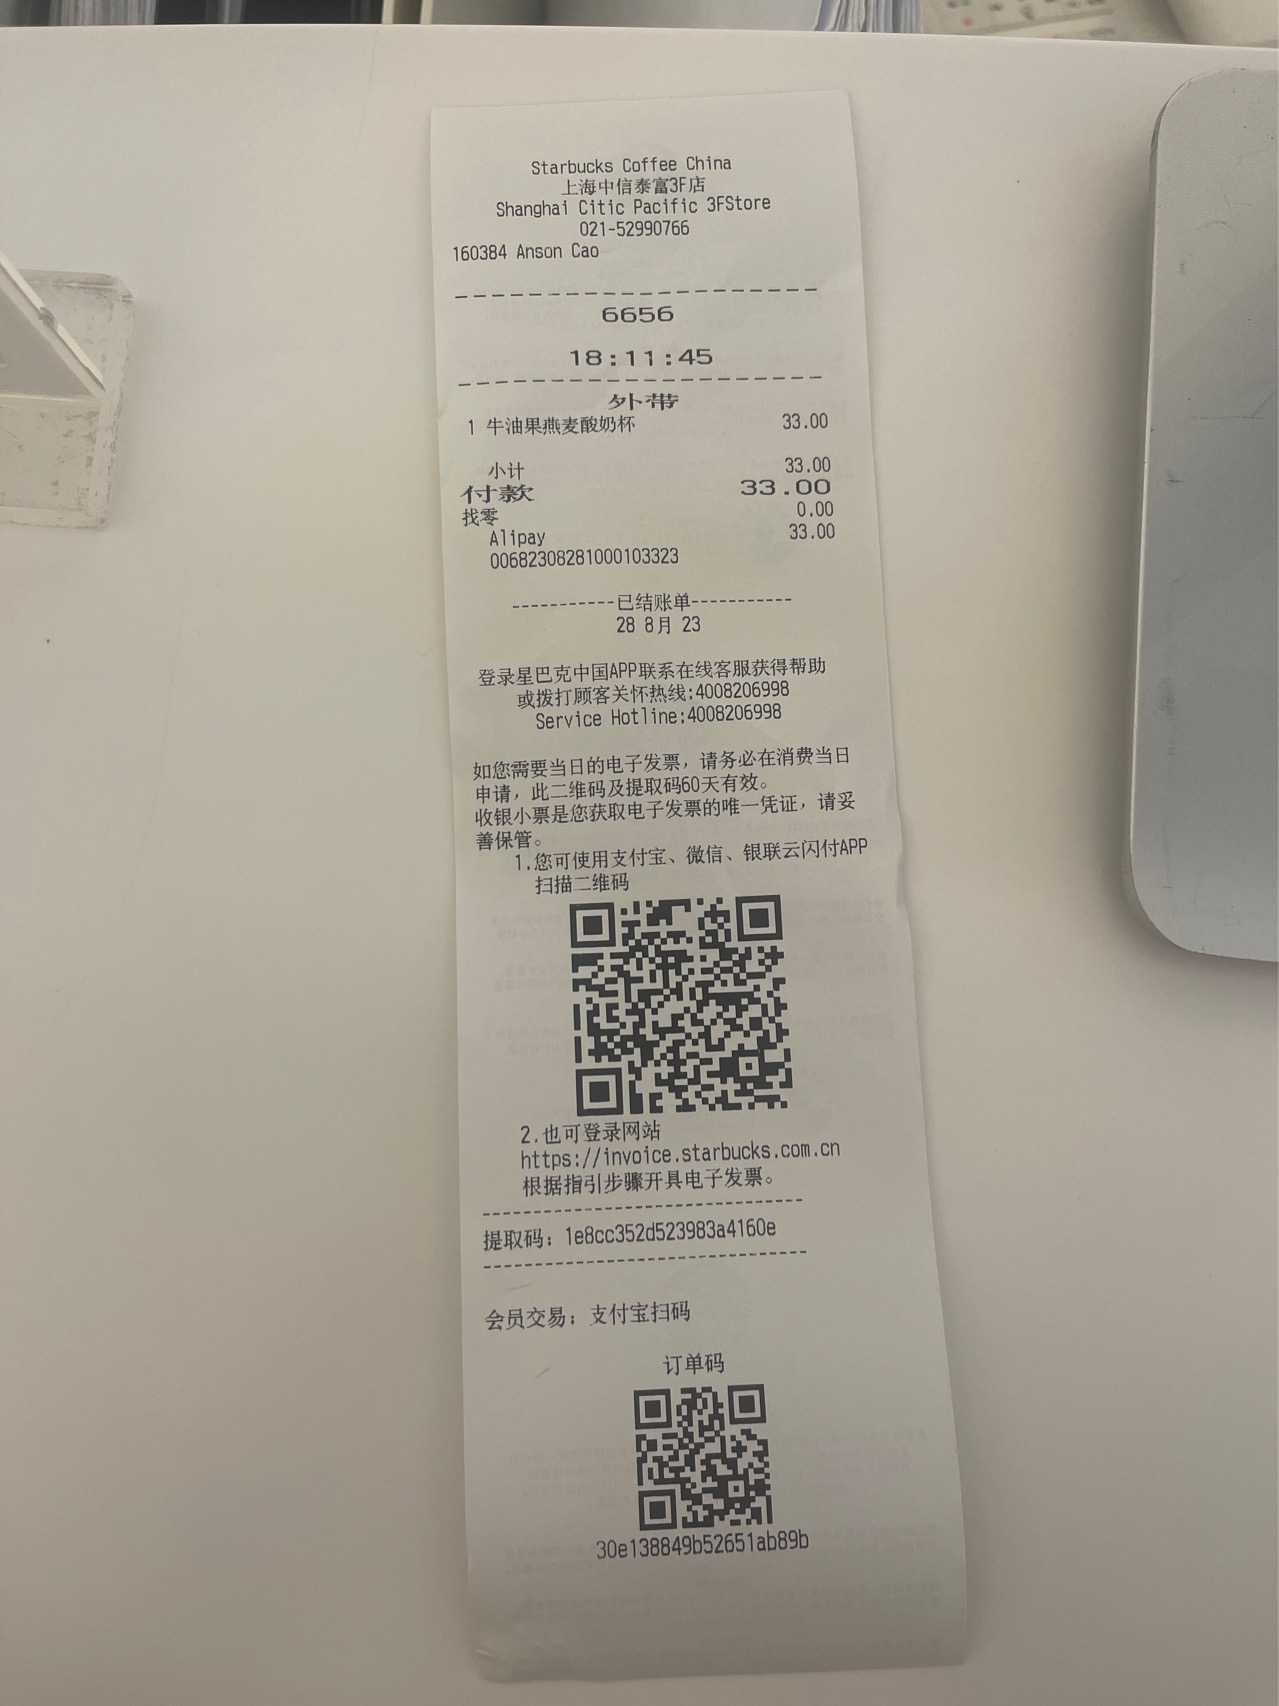 Starbucks Coffee China
上海中信泰富3F店
Shanghai Citic Pacific 3FStore
021-52990766
160384 Anson Cao
6656
18:11:45
外带
1 牛油果燕麦酸奶杯 33.00
小计 33.00
付款 33.00
找零 0.00
Alipay 33.00
00682308281000103323
-----------已结账单-----------
28 8月 23
登录星巴克中国APP联系在线客服获得帮助
或拨打顾客关怀热线:4008206998
Service Hotline:4008206998
如您需要当日的电子发票，请务必在消费当日
申请，此二维码及提取码60天有效。
收银小票是您获取电子发票的唯一凭证，请妥
善保管。
1.您可使用支付宝、微信、银联云闪付APP
扫描二维码
2.也可登录网站
https://invoice.starbucks.com.cn
根据指引步骤开具电子发票。
提取码：1e8cc352d523983a4160e
会员交易：支付宝扫码
订单码
30e138849b52651ab89b